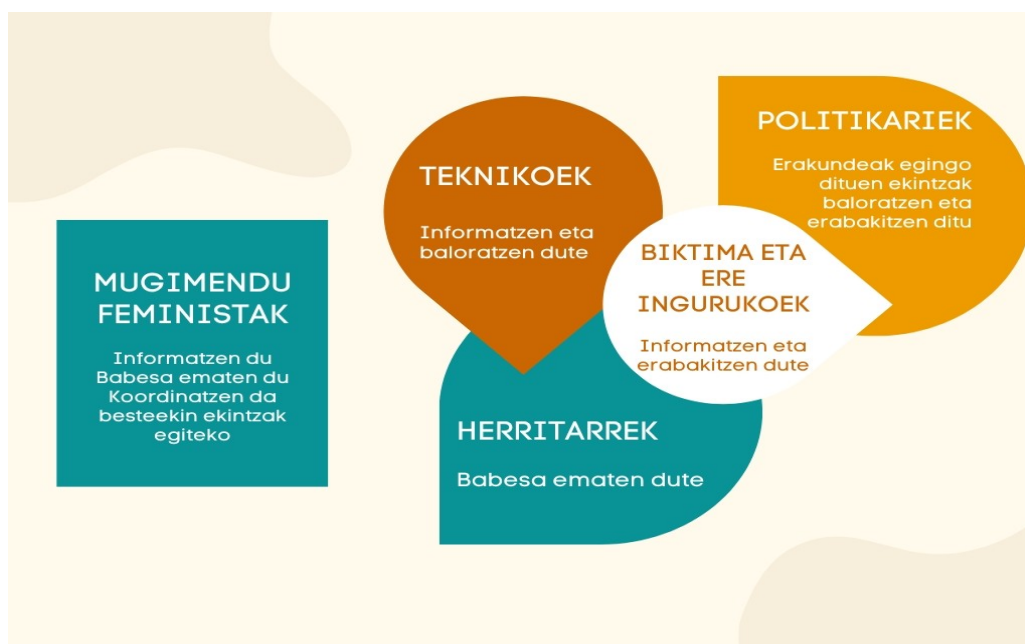 MUGIMENDU
FEMINISTAK
Informatzen du
Babesa ematen du
Koordinatzen da
besteekin ekintzak
egiteko
TEKNIKOEK
Informatzen eta
baloratzen dute
POLITIKARIEK
Erakundeak egingo
dituen ekintzak
baloratzen eta
erabakitzen ditu
BIKTIMA ETA
ERE
INGURUKOEK
Informatzen eta
erabakitzen dute
HERRITARREK
Babesa ematen dute